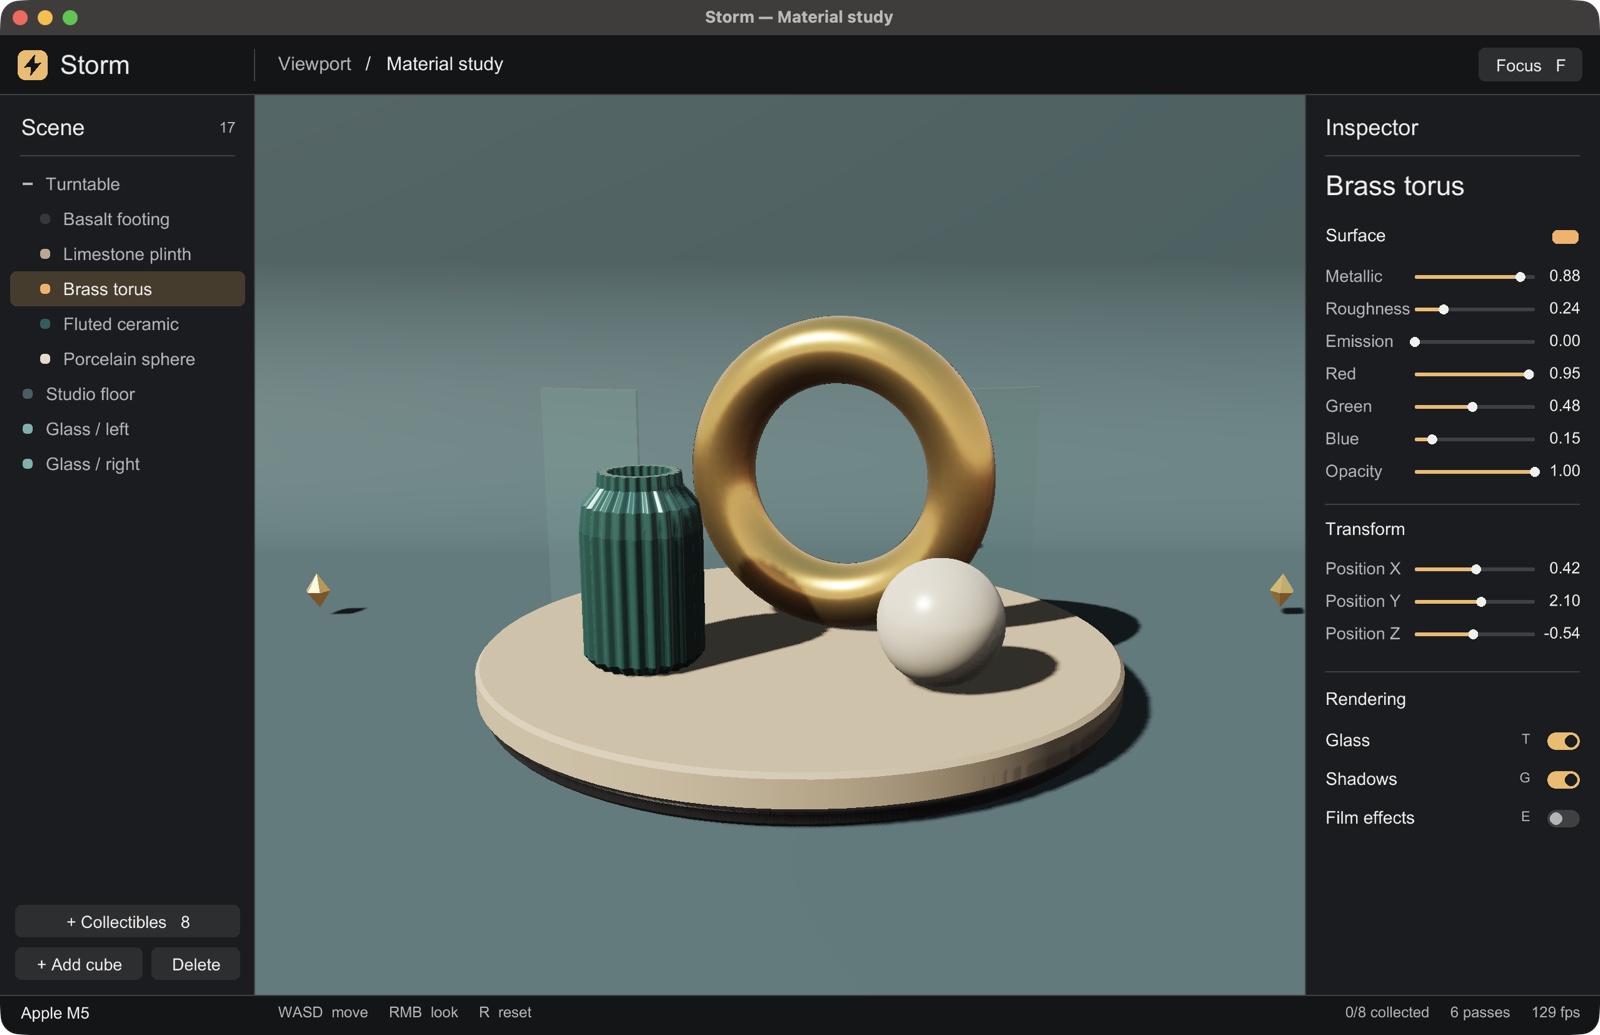 Storm — Material study
Storm
Viewport / Material study
Focus F
Scene 17
Turntable
Basalt footing
Limestone plinth
Brass torus
Fluted ceramic
Porcelain sphere
Studio floor
Glass / left
Glass / right
+ Collectibles 8
+ Add cube
Delete
Inspector
Brass torus
Surface
Metallic 0.88
Roughness 0.24
Emission 0.00
Red 0.95
Green 0.48
Blue 0.15
Opacity 1.00
Transform
Position X 0.42
Position Y 2.10
Position Z -0.54
Rendering
Glass T
Shadows G
Film effects E
Apple M5
WASD move RMB look R reset
0/8 collected 6 passes 129 fps